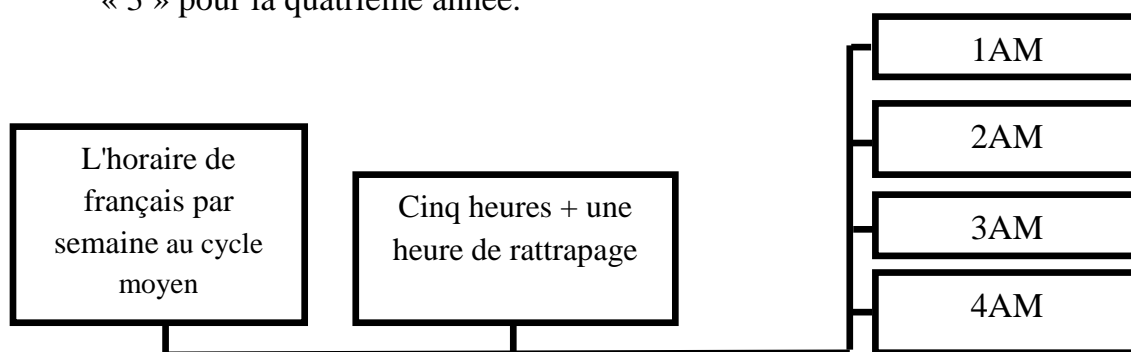 « 3 » pour la quatrième année.
L'horaire de
français par
semaine au cycle
moyen
Cinq heures + une
heure de rattrapage
1AM
2AM
3AM
4AM